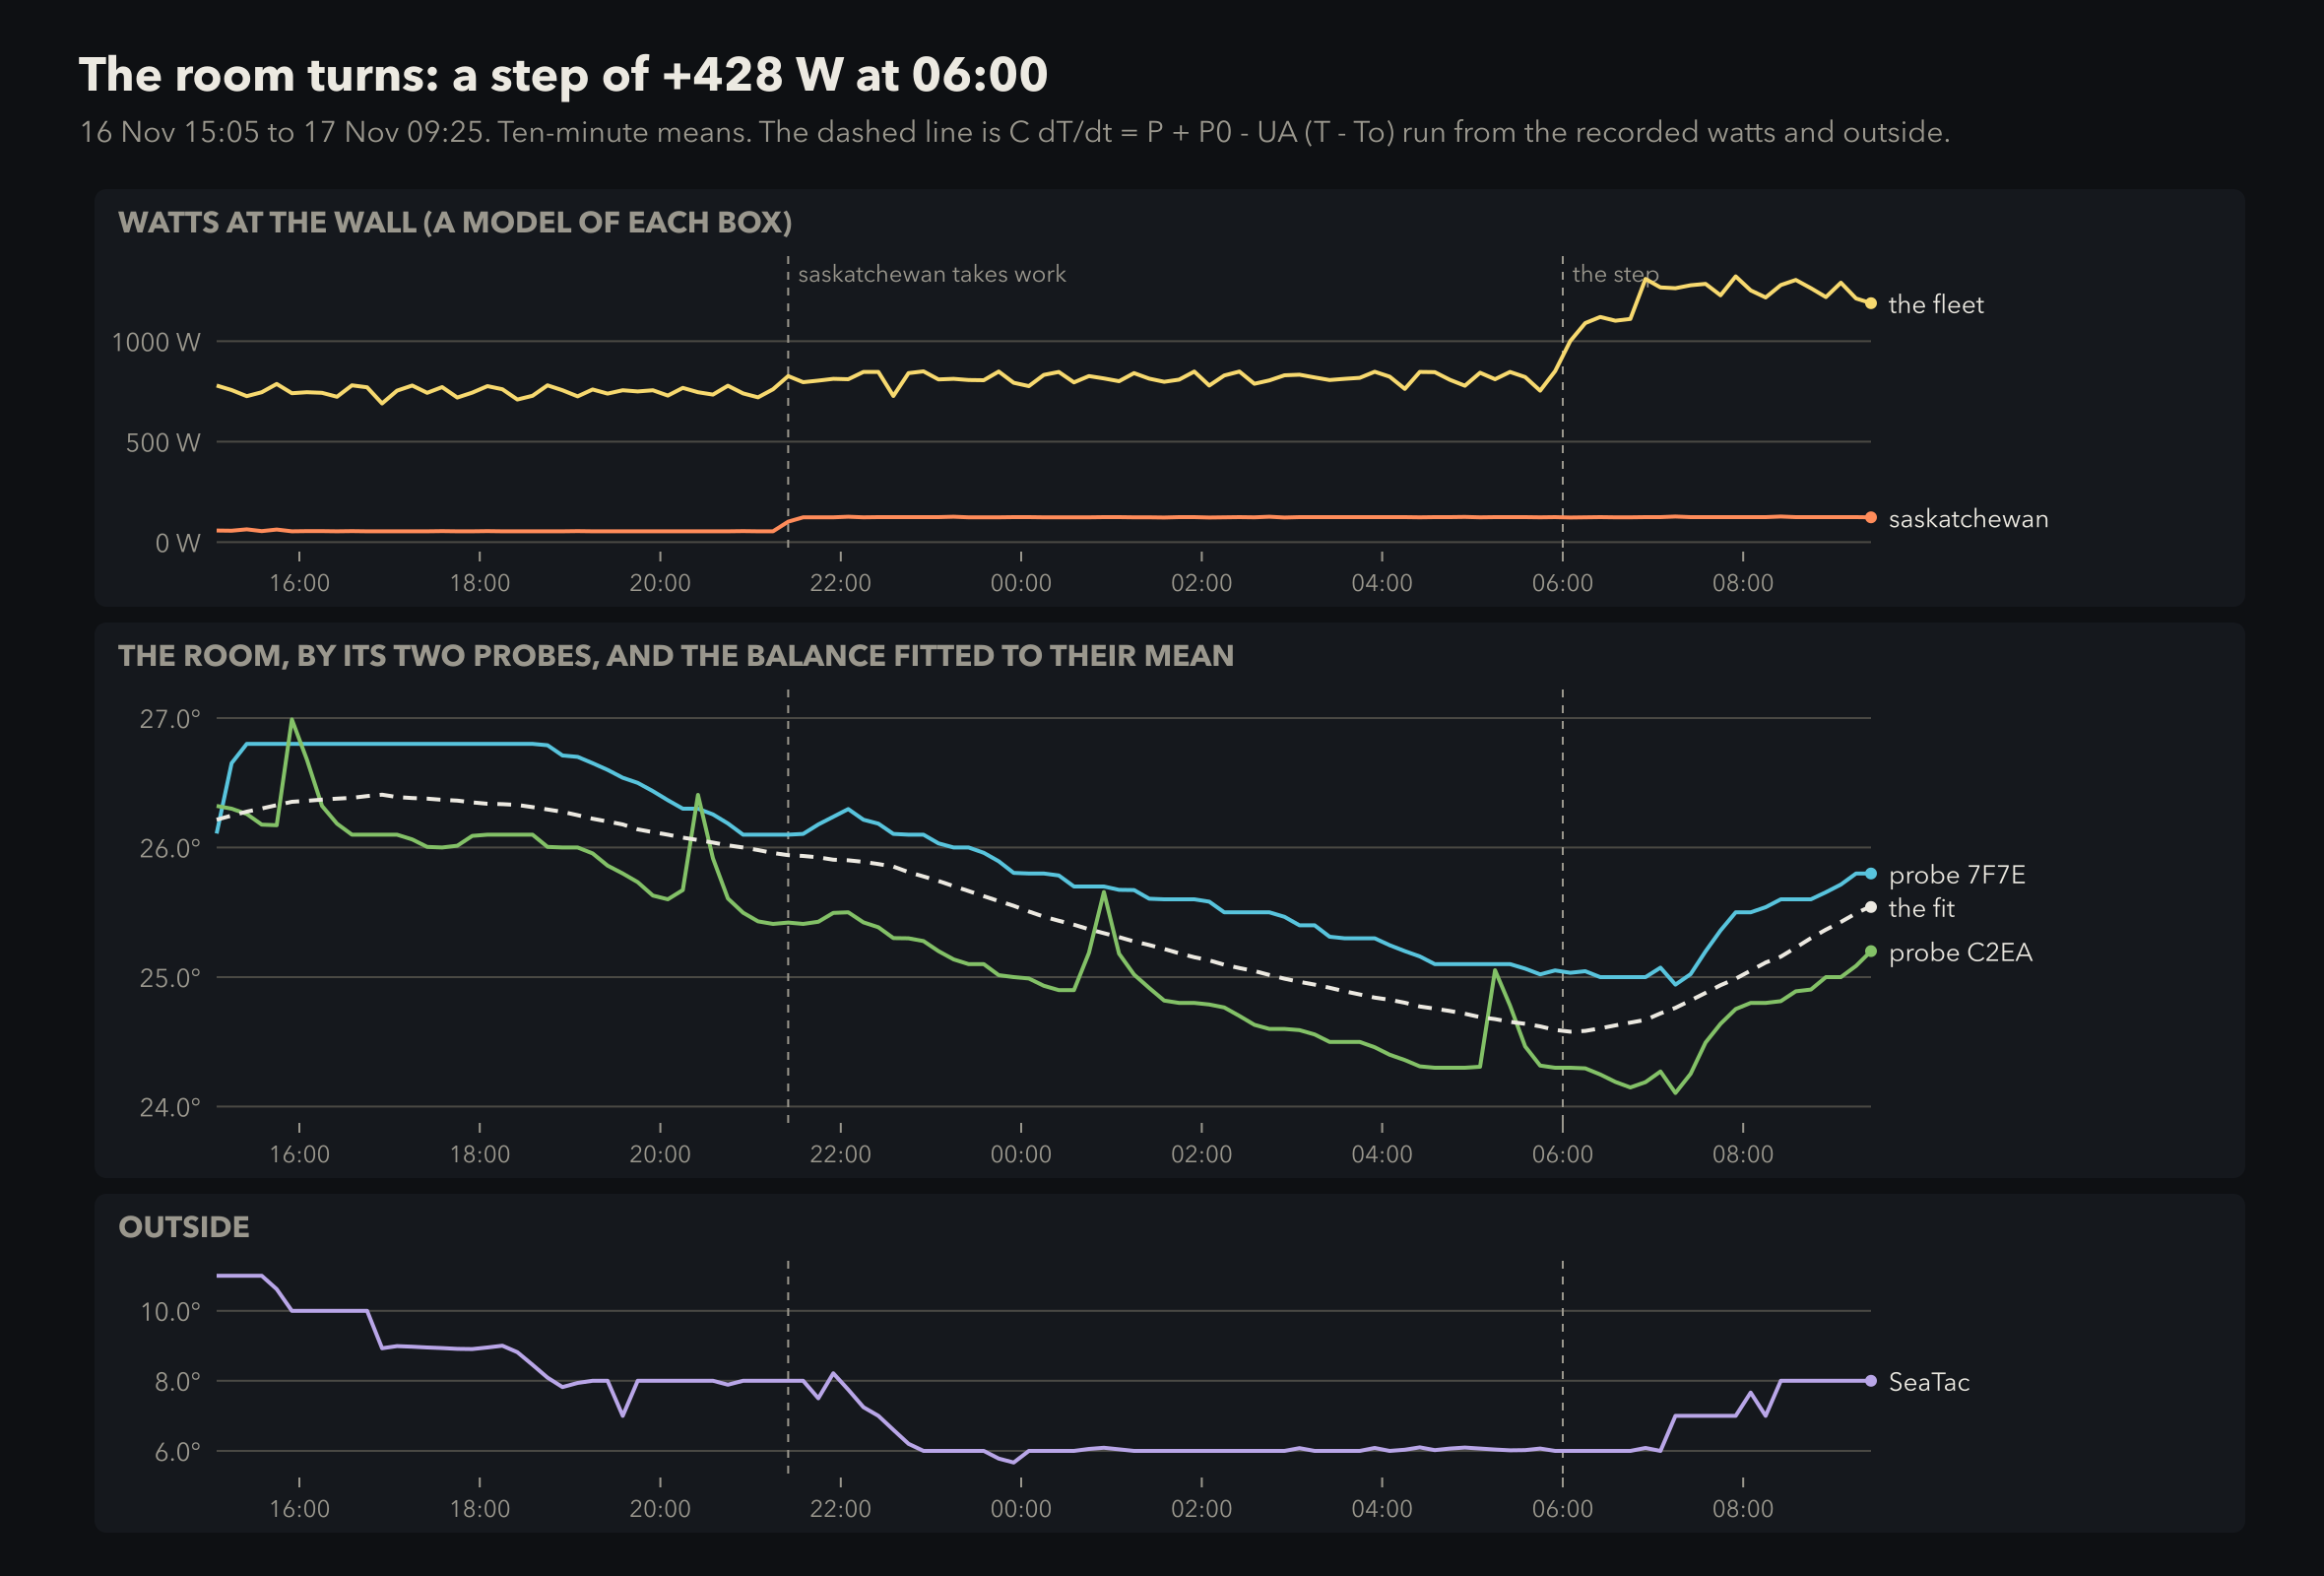 The room turns: a step of +428 W at 06:00
16 Nov 15:05 to 17 Nov 09:25. Ten-minute means. The dashed line is C dT/dt = P + P0 - UA (T - To) run from the recorded watts and outside.
WATTS AT THE WALL (A MODEL OF EACH BOX)
saskatchewan takes work
the step
the fleet
1000 W
500 W
saskatchewan
0 W
16:00 18:00 20:00 22:00 00:00 02:00 04:00 06:00 08:00
THE ROOM, BY ITS TWO PROBES, AND THE BALANCE FITTED TO THEIR MEAN
27.0°
26.0°
probe 7F7E
the fit
probe C2EA
25.0°
24.0°
16:00 18:00 20:00 22:00 00:00 02:00 04:00 06:00 08:00
OUTSIDE
10.0°
8.0°
SeaTac
6.0°
16:00 18:00 20:00 22:00 00:00 02:00 04:00 06:00 08:00